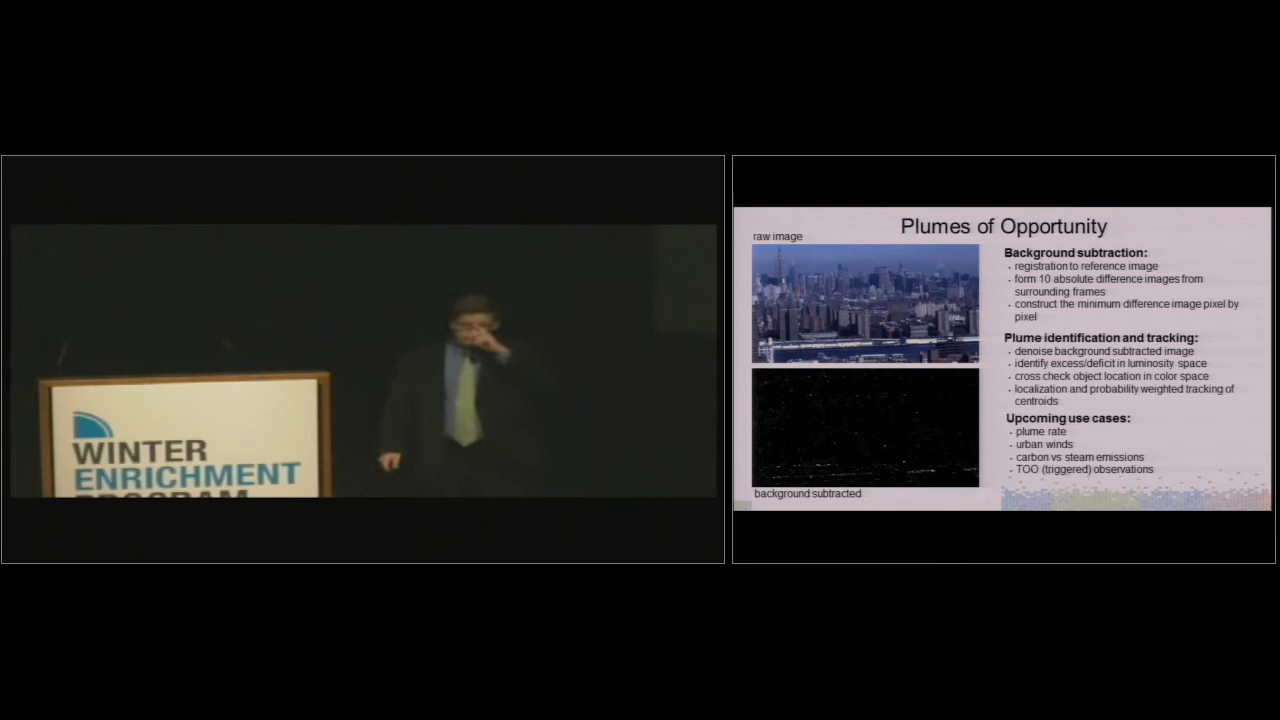 WINTER
ENRICHMENT
PROGRAM
Plumes of Opportunity
raw image
background subtracted
Background subtraction:
- registration to reference image
- form 10 absolute difference images from
surrounding frames
- construct the minimum difference image pixel by
pixel
Plume identification and tracking:
- denoise background subtracted image
- identify excess/deficit in luminosity space
- cross check object location in color space
- localization and probability weighted tracking of
centroids
Upcoming use cases:
- plume rate
- urban winds
- carbon vs steam emissions
- TOO (triggered) observations